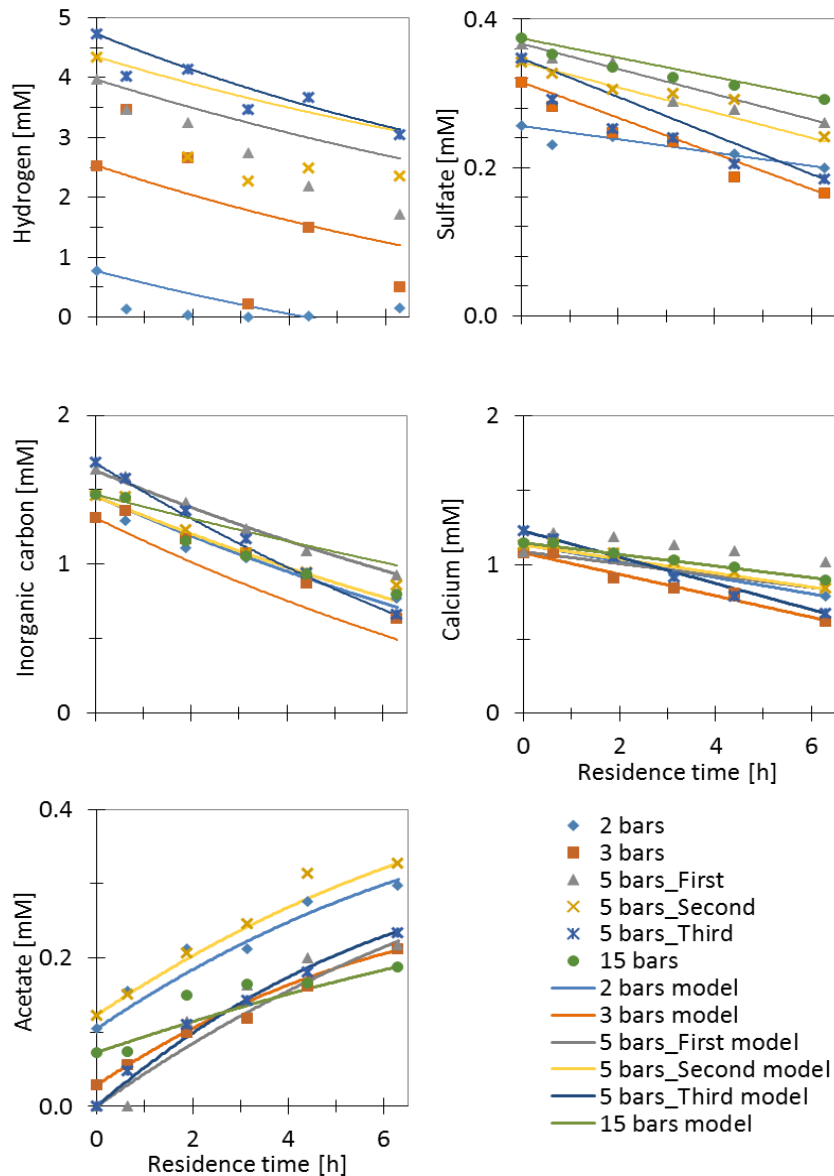 5
4
3
2
1
0
Hydrogen [mM]
0.4
0.2
0.0
Sulfate [mM]
2
1
0
Inorganic carbon [mM]
2
1
0
Calcium [mM]
0 2 4 6
Residence time [h]
0.4
0.2
0.0
Acetate [mM]
0 2 4 6
Residence time [h]
2 bars
3 bars
5 bars_First
5 bars_Second
5 bars_Third
15 bars
2 bars model
3 bars model
5 bars_First model
5 bars_Second model
5 bars_Third model
15 bars model